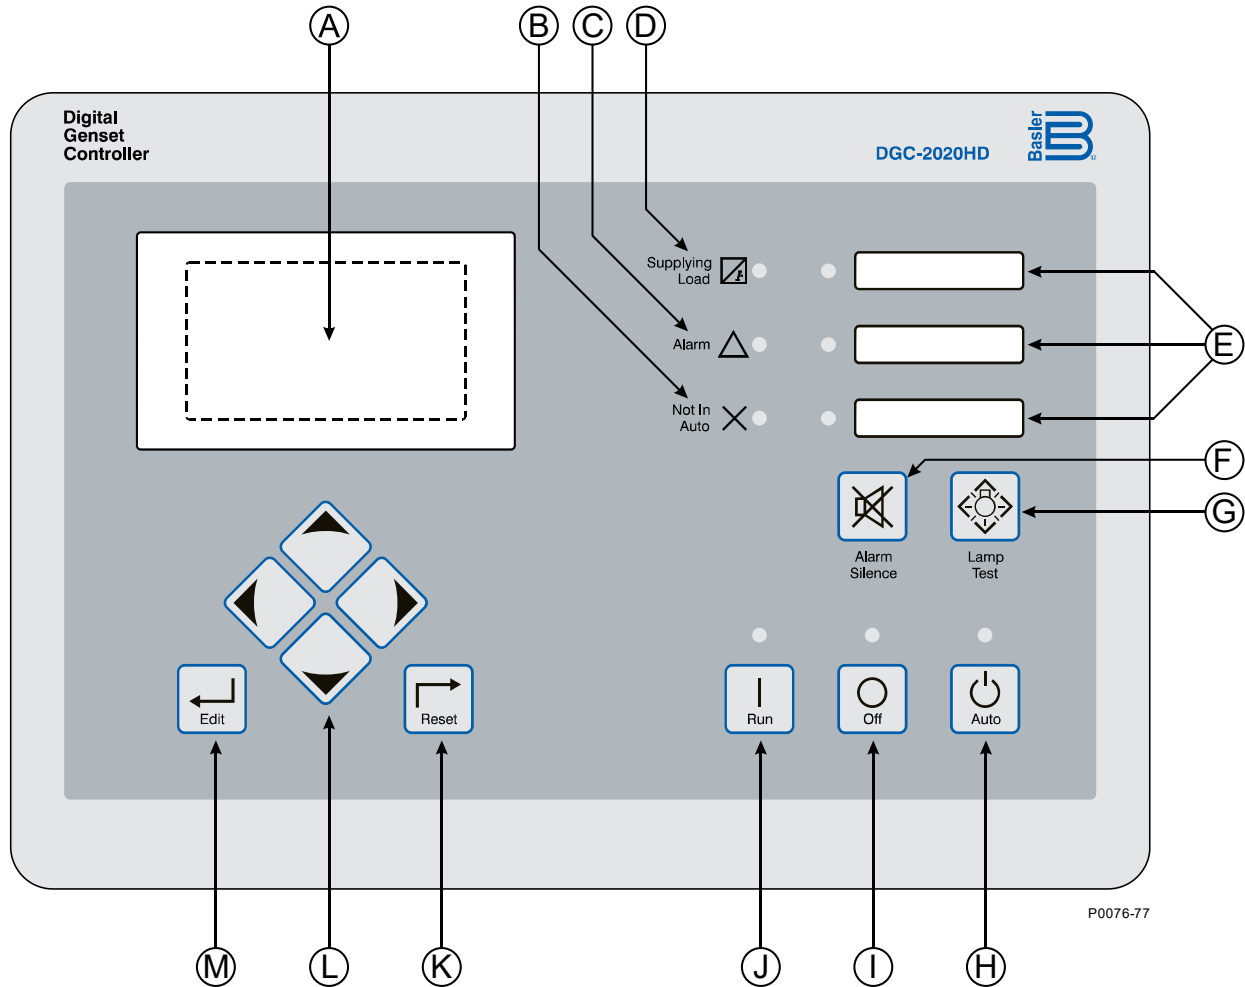 A
B
C
D
Digital
Genset
Controller
DGC-2020HD
Basler
Supplying
Load
Alarm
Not In
Auto
E
F
G
Alarm
Silence
Lamp
Test
Edit
Reset
Run
Off
Auto
P0076-77
M
L
K
J
I
H